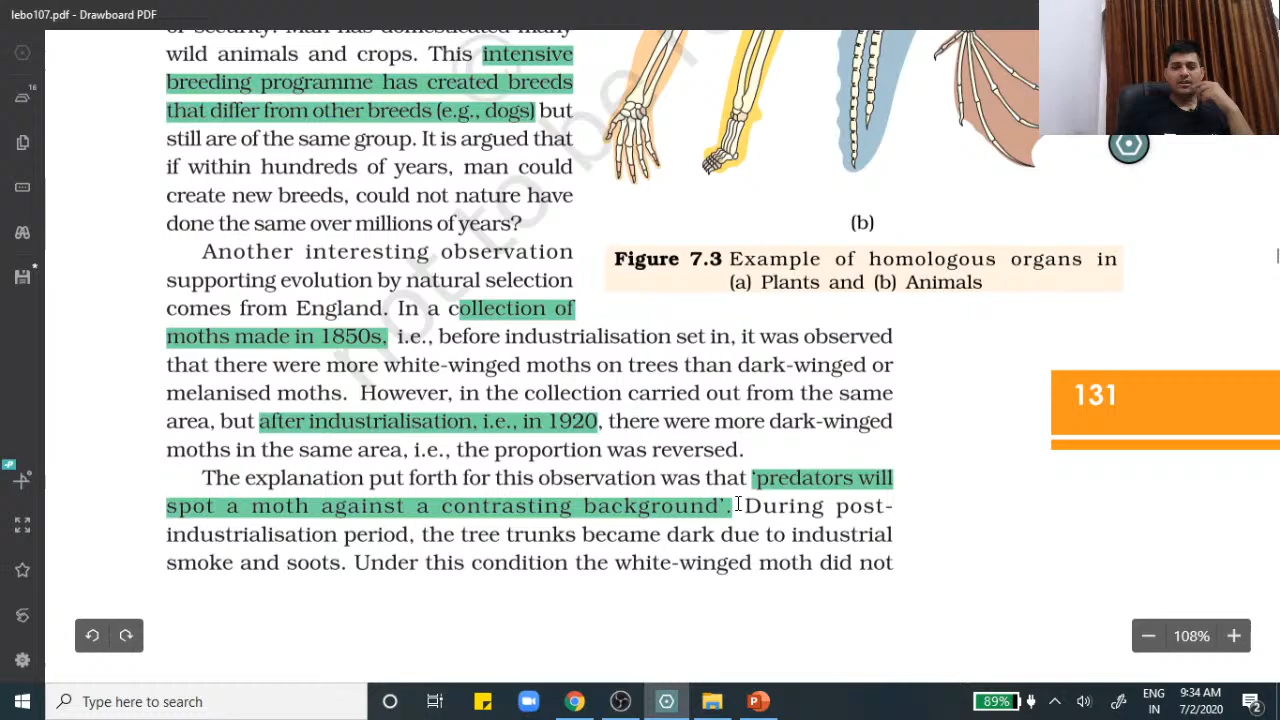 lebo107.pdf - Drawboard PDF
wild animals and crops. This intensive
breeding programme has created breeds
that differ from other breeds (e.g., dogs) but
still are of the same group. It is argued that
if within hundreds of years, man could
create new breeds, could not nature have
done the same over millions of years?
Another interesting observation
supporting evolution by natural selection
comes from England. In a collection of
moths made in 1850s, i.e., before industrialisation set in, it was observed
that there were more white-winged moths on trees than dark-winged or
melanised moths. However, in the collection carried out from the same
area, but after industrialisation, i.e., in 1920, there were more dark-winged
moths in the same area, i.e., the proportion was reversed.
The explanation put forth for this observation was that ‘predators will
spot a moth against a contrasting background’. During post-
industrialisation period, the tree trunks became dark due to industrial
smoke and soots. Under this condition the white-winged moth did not
(b)
Figure 7.3 Example of homologous organs in
(a) Plants and (b) Animals
131
not to be
©
18
108%
Type here to search
89%
ENG
IN
9:34 AM
7/2/2020
2